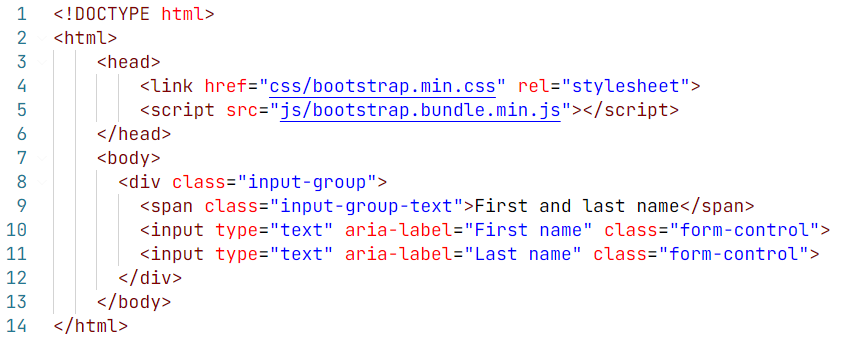 1 <!DOCTYPE html>
2 <html>
3 <head>
4 <link href="css/bootstrap.min.css" rel="stylesheet">
5 <script src="js/bootstrap.bundle.min.js"></script>
6 </head>
7 <body>
8 <div class="input-group">
9 <span class="input-group-text">First and last name</span>
10 <input type="text" aria-label="First name" class="form-control">
11 <input type="text" aria-label="Last name" class="form-control">
12 </div>
13 </body>
14 </html>